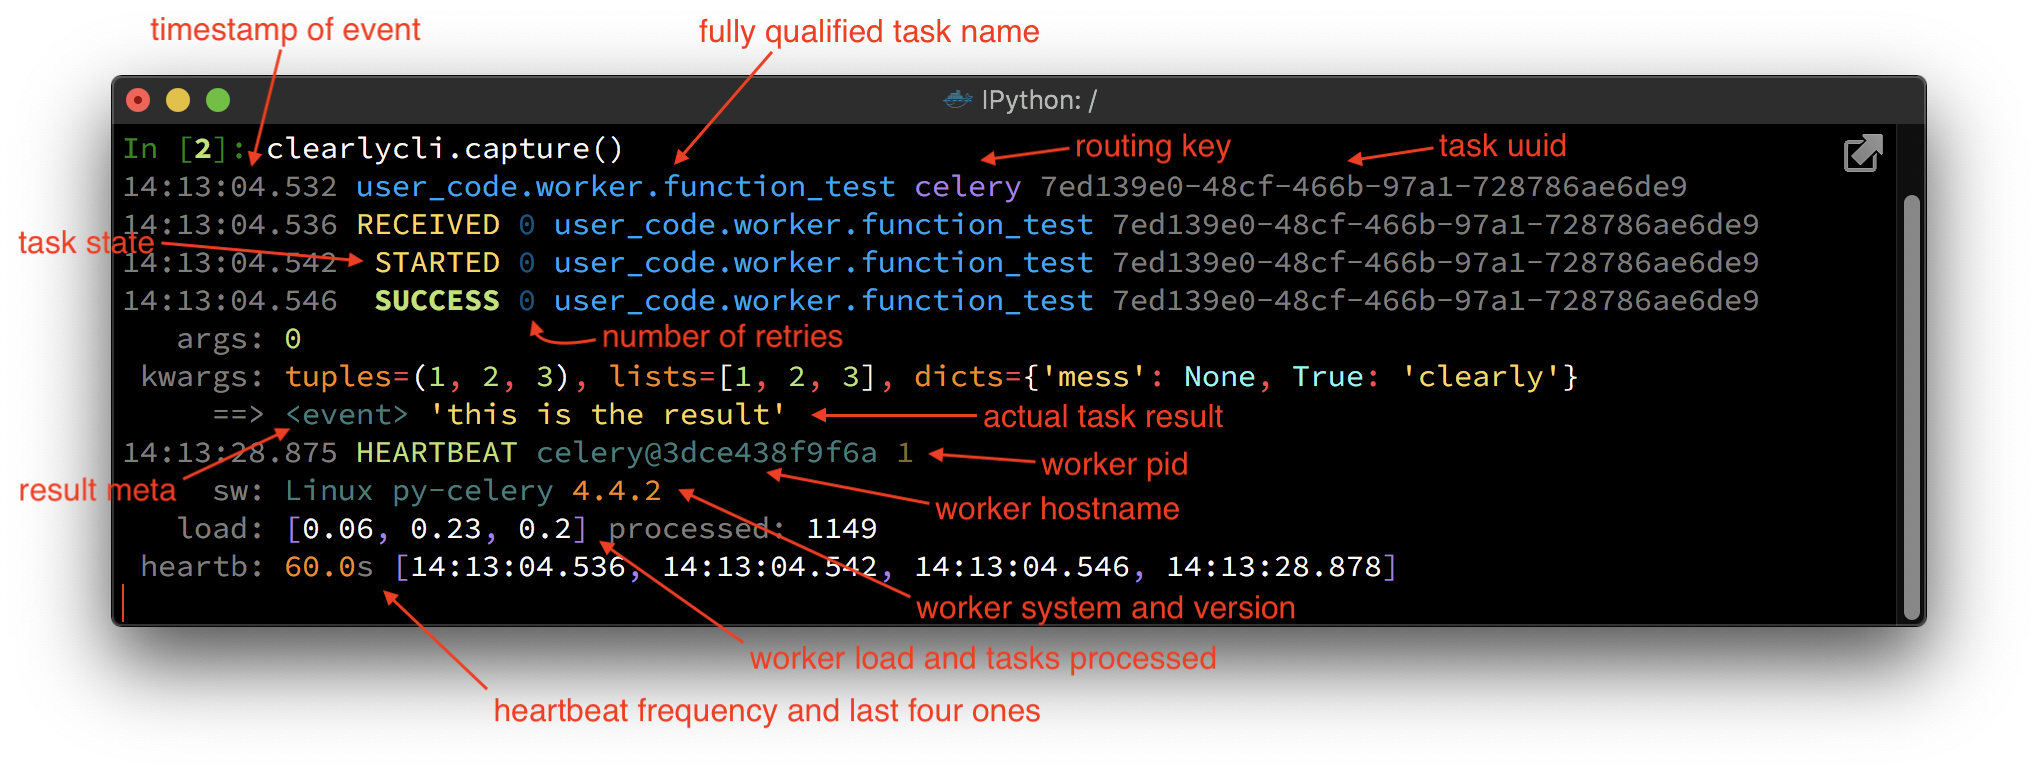 timestamp of event
fully qualified task name
IPython: /
In [2]: clearlycli.capture()
routing key
task uuid
14:13:04.532 user_code.worker.function_test celery 7ed139e0-48cf-466b-97a1-728786ae6de9
14:13:04.536 RECEIVED 0 user_code.worker.function_test 7ed139e0-48cf-466b-97a1-728786ae6de9
task state
14:13:04.542 STARTED 0 user_code.worker.function_test 7ed139e0-48cf-466b-97a1-728786ae6de9
14:13:04.546 SUCCESS 0 user_code.worker.function_test 7ed139e0-48cf-466b-97a1-728786ae6de9
args: 0
number of retries
kwargs: tuples=(1, 2, 3), lists=[1, 2, 3], dicts={'mess': None, True: 'clearly'}
==> <event> 'this is the result'
actual task result
14:13:28.875 HEARTBEAT celery@3dce438f9f6a 1
worker pid
result meta
sw: Linux py-celery 4.4.2
worker hostname
load: [0.06, 0.23, 0.2] processed: 1149
heartb: 60.0s [14:13:04.536, 14:13:04.542, 14:13:04.546, 14:13:28.878]
worker system and version
worker load and tasks processed
heartbeat frequency and last four ones